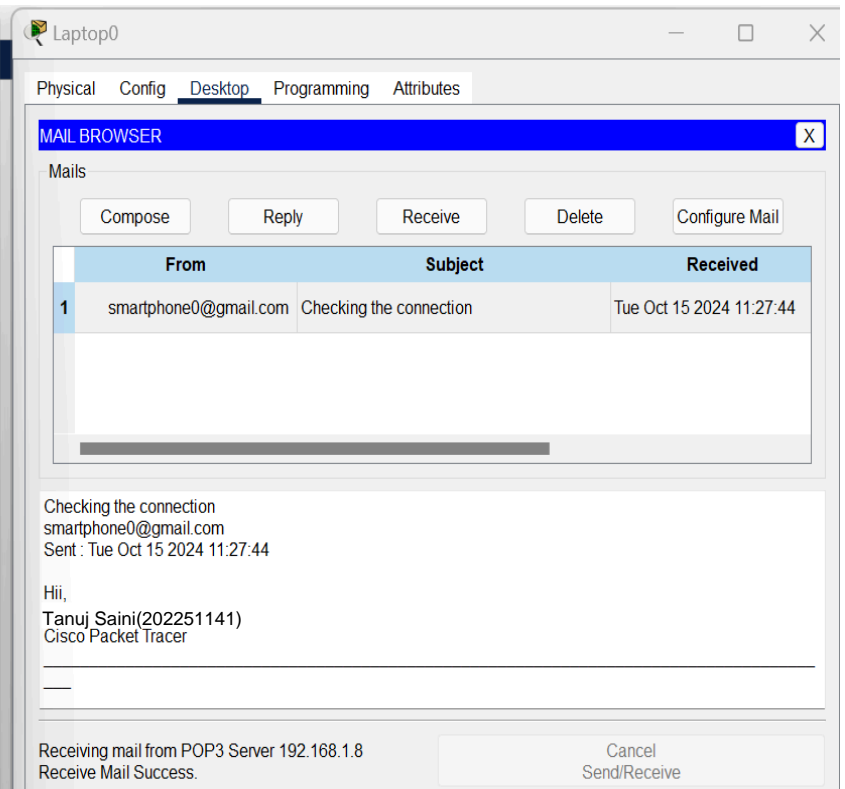 Laptop0
Physical Config Desktop Programming Attributes
MAIL BROWSER X
Mails
Compose Reply Receive Delete Configure Mail
From Subject Received
1 smartphone0@gmail.com Checking the connection Tue Oct 15 2024 11:27:44
Checking the connection
smartphone0@gmail.com
Sent : Tue Oct 15 2024 11:27:44
Hii,
Tanuj Saini(202251141)
Cisco Packet Tracer
Receiving mail from POP3 Server 192.168.1.8
Receive Mail Success.
Cancel
Send/Receive